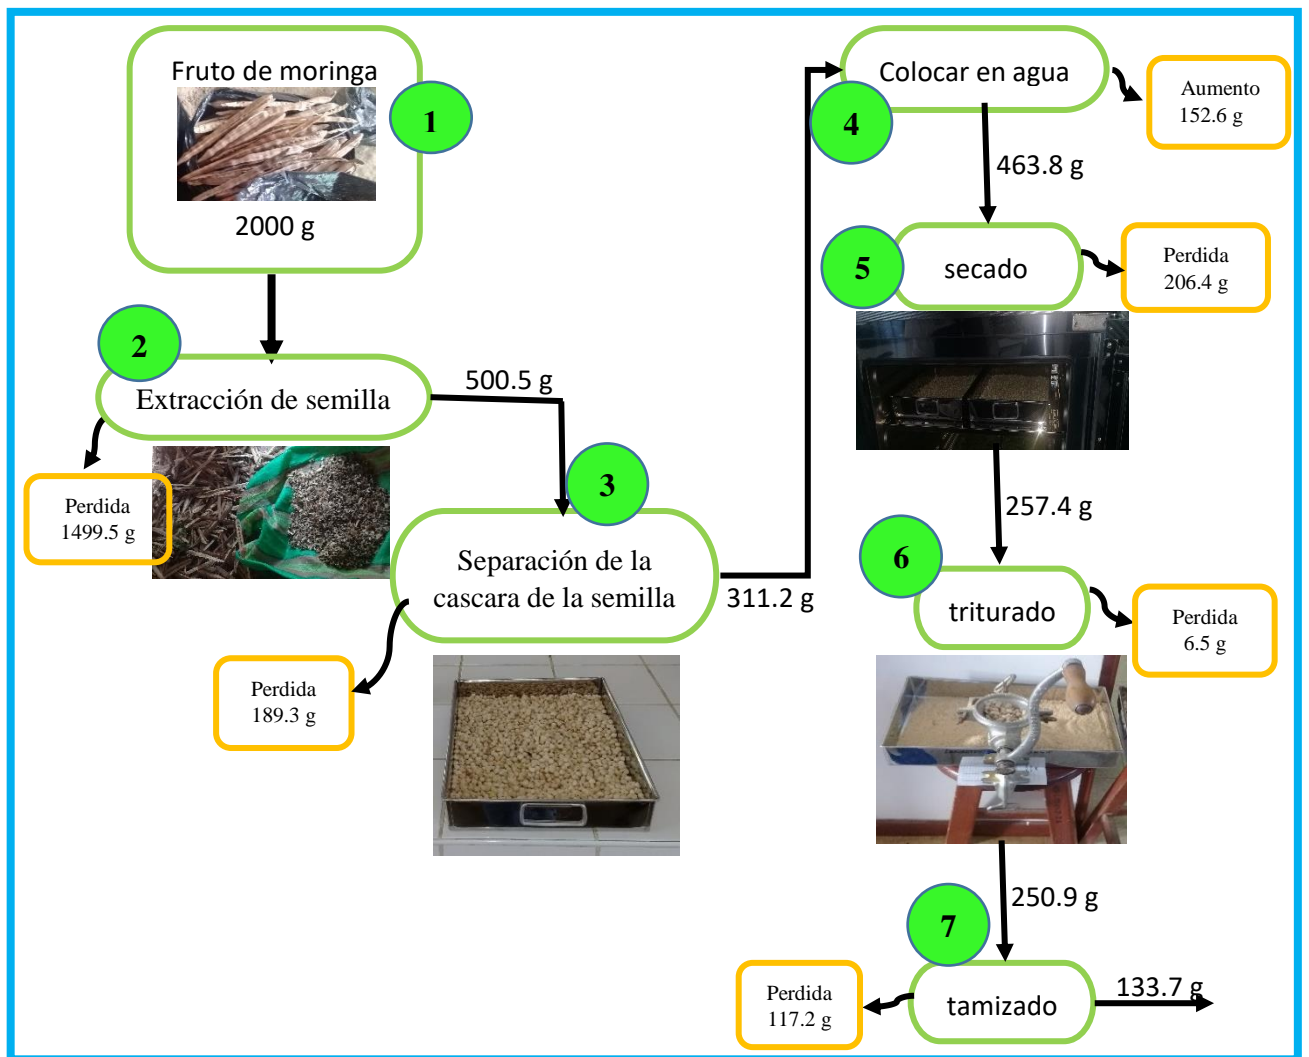 Fruto de moringa
1
2000 g
2
Extracción de semilla
500.5 g
Perdida
1499.5 g
3
Separación de la
cascara de la semilla
311.2 g
Perdida
189.3 g
Colocar en agua
4
Aumento
152.6 g
463.8 g
5
secado
Perdida
206.4 g
257.4 g
6
triturado
Perdida
6.5 g
250.9 g
7
tamizado
133.7 g
Perdida
117.2 g